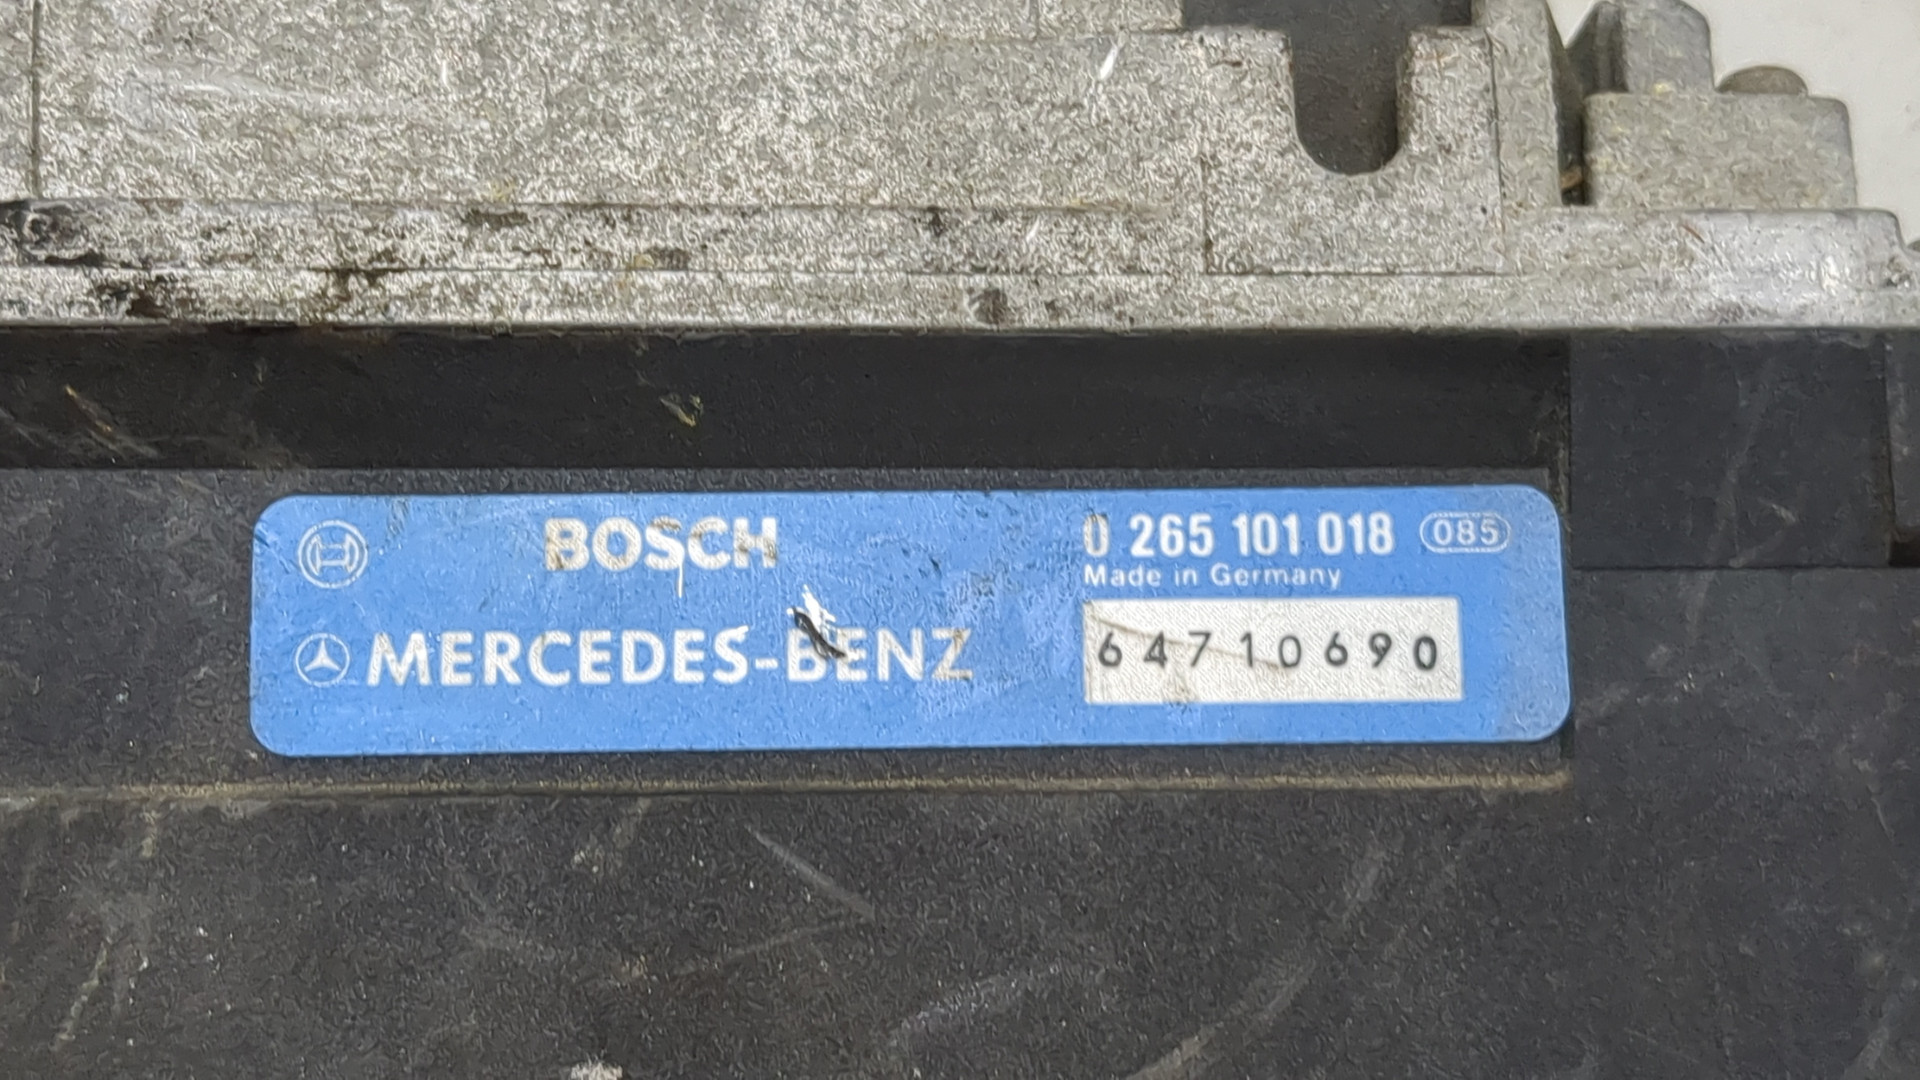 BOSCH
0 265 101 018 085
Made in Germany
MERCEDES-BENZ
64710690